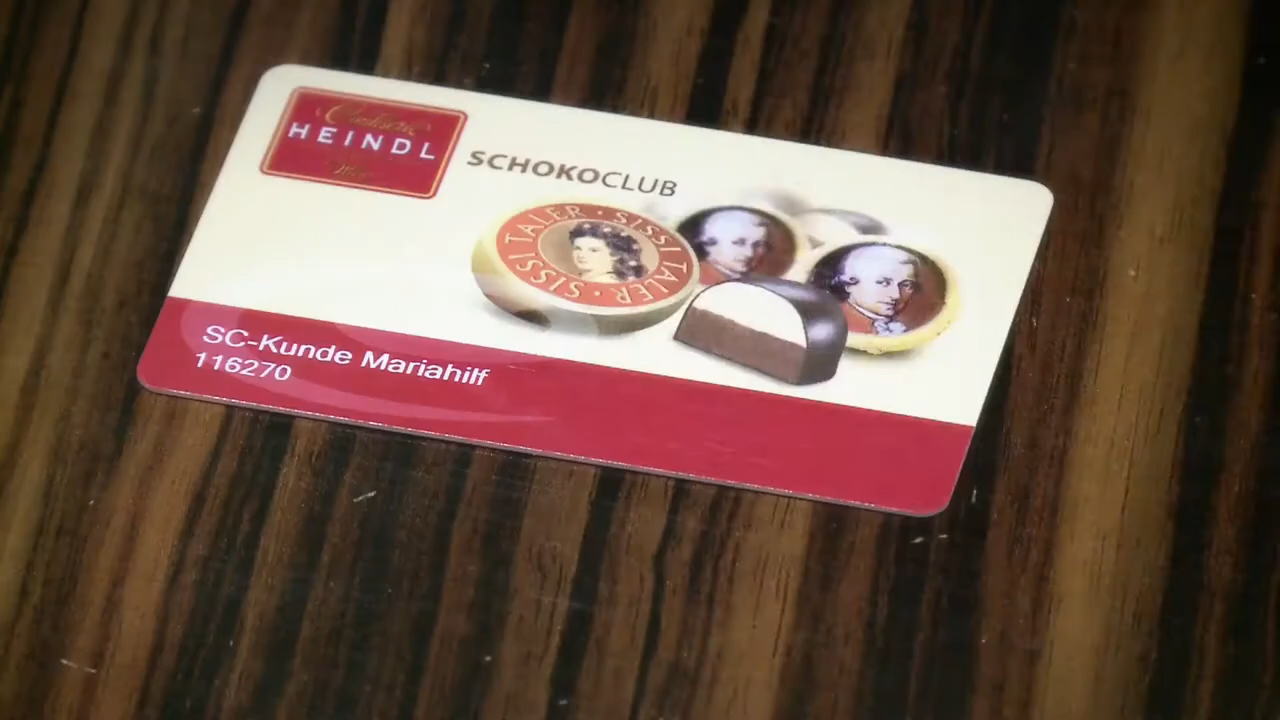 HEINDL
SCHOKOCLUB
SISSI TALER · SISSI TALER ·
SC-Kunde Mariahilf
116270